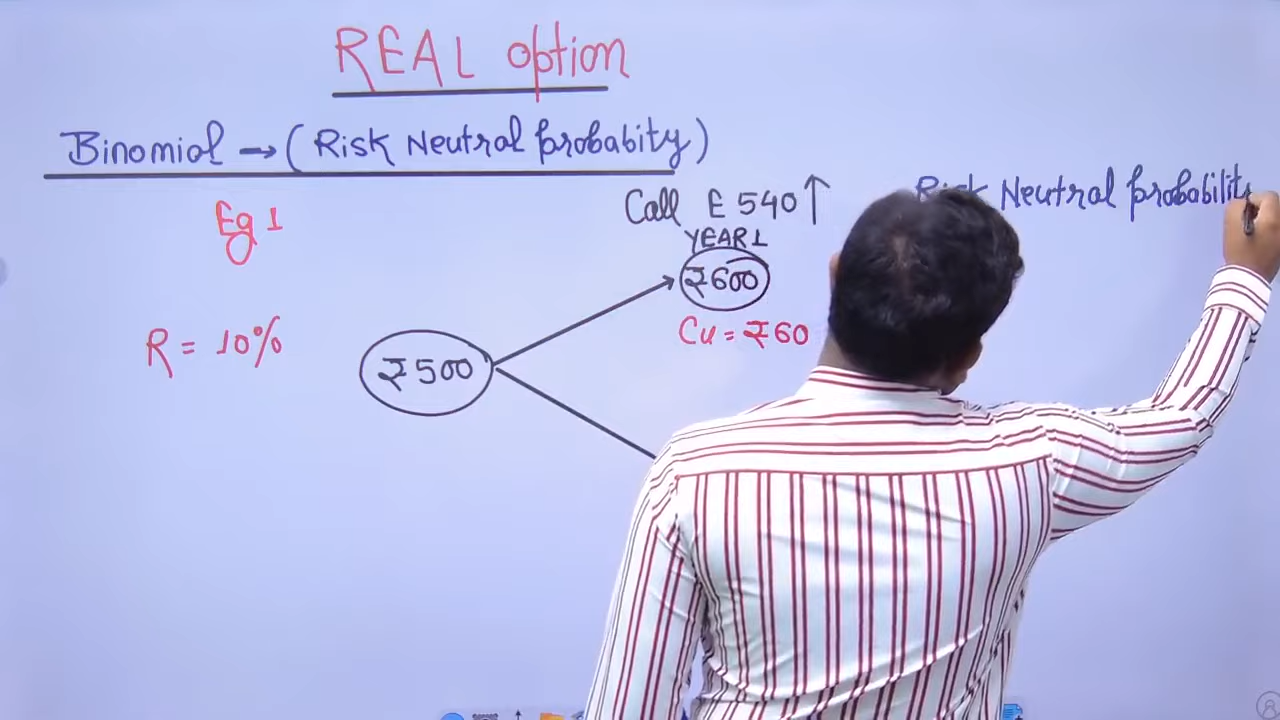 REAL option
Binomial → (Risk Neutral probabity)
Eg 1
Call E 540 ↑
YEAR 1
₹600
Cu = ₹60
R = 10%
₹500
Risk Neutral probability